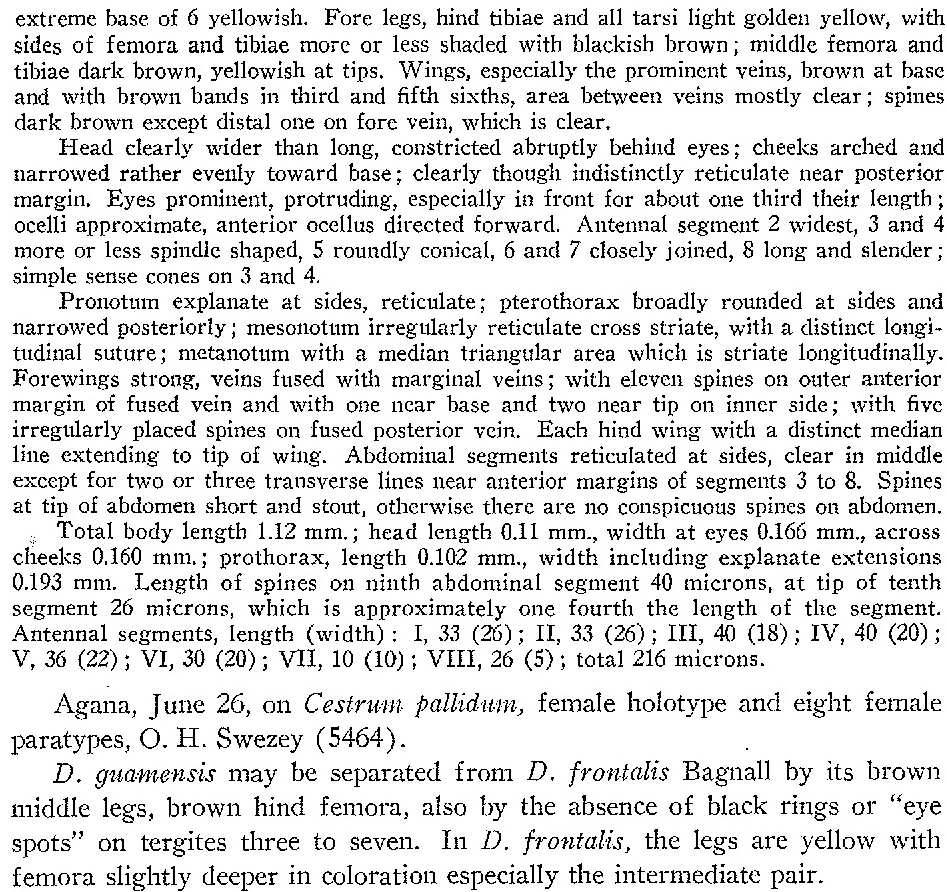 extreme base of 6 yellowish. Fore legs, hind tibiae and all tarsi light golden yellow, with
sides of femora and tibiae more or less shaded with blackish brown; middle femora and
tibiae dark brown, yellowish at tips. Wings, especially the prominent veins, brown at base
and with brown bands in third and fifth sixths, area between veins mostly clear; spines
dark brown except distal one on fore vein, which is clear.
Head clearly wider than long, constricted abruptly behind eyes; cheeks arched and
narrowed rather evenly toward base; clearly though indistinctly reticulate near posterior
margin. Eyes prominent, protruding, especially in front for about one third their length;
ocelli approximate, anterior ocellus directed forward. Antennal segment 2 widest, 3 and 4
more or less spindle shaped, 5 roundly conical, 6 and 7 closely joined, 8 long and slender;
simple sense cones on 3 and 4.
Pronotum explanate at sides, reticulate; pterothorax broadly rounded at sides and
narrowed posteriorly; mesonotum irregularly reticulate cross striate, with a distinct longi-
tudinal suture; metanotum with a median triangular area which is striate longitudinally.
Forewings strong, veins fused with marginal veins; with eleven spines on outer anterior
margin of fused vein and with one near base and two near tip on inner side; with five
irregularly placed spines on fused posterior vein. Each hind wing with a distinct median
line extending to tip of wing. Abdominal segments reticulated at sides, clear in middle
except for two or three transverse lines near anterior margins of segments 3 to 8. Spines
at tip of abdomen short and stout, otherwise there are no conspicuous spines on abdomen.
Total body length 1.12 mm.; head length 0.11 mm., width at eyes 0.166 mm., across
cheeks 0.160 mm.; prothorax, length 0.102 mm., width including explanate extensions
0.193 mm. Length of spines on ninth abdominal segment 40 microns, at tip of tenth
segment 26 microns, which is approximately one fourth the length of the segment.
Antennal segments, length (width): I, 33 (26); II, 33 (26); III, 40 (18); IV, 40 (20);
V, 36 (22); VI, 30 (20); VII, 10 (10); VIII, 26 (5); total 216 microns.
Agana, June 26, on Cestrum pallidum, female holotype and eight female
paratypes, O. H. Swezey (5464).
D. guamensis may be separated from D. frontalis Bagnall by its brown
middle legs, brown hind femora, also by the absence of black rings or “eye
spots” on tergites three to seven. In D. frontalis, the legs are yellow with
femora slightly deeper in coloration especially the intermediate pair.